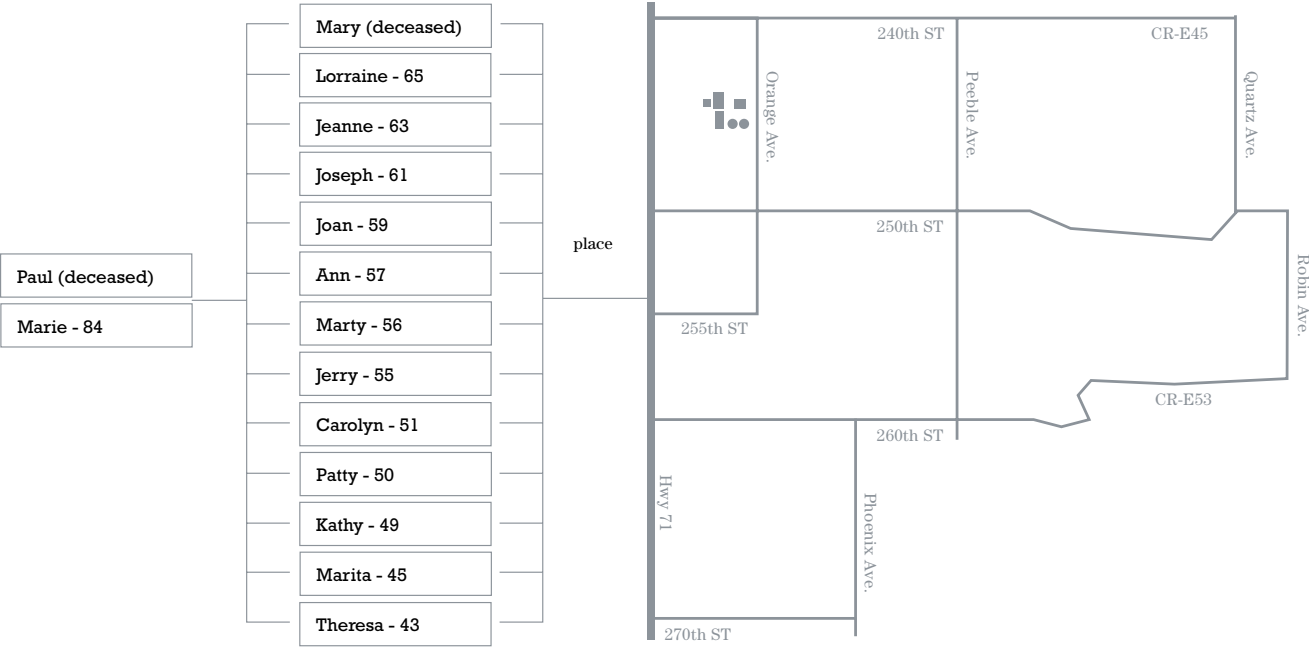 Paul (deceased)
Marie - 84
Mary (deceased)
Lorraine - 65
Jeanne - 63
Joseph - 61
Joan - 59
Ann - 57
Marty - 56
Jerry - 55
Carolyn - 51
Patty - 50
Kathy - 49
Marita - 45
Theresa - 43
place
240th ST
CR-E45
Orange Ave.
Peeble Ave.
Quartz Ave.
250th ST
Robin Ave.
255th ST
CR-E53
260th ST
Hwy 71
Phoenix Ave.
270th ST